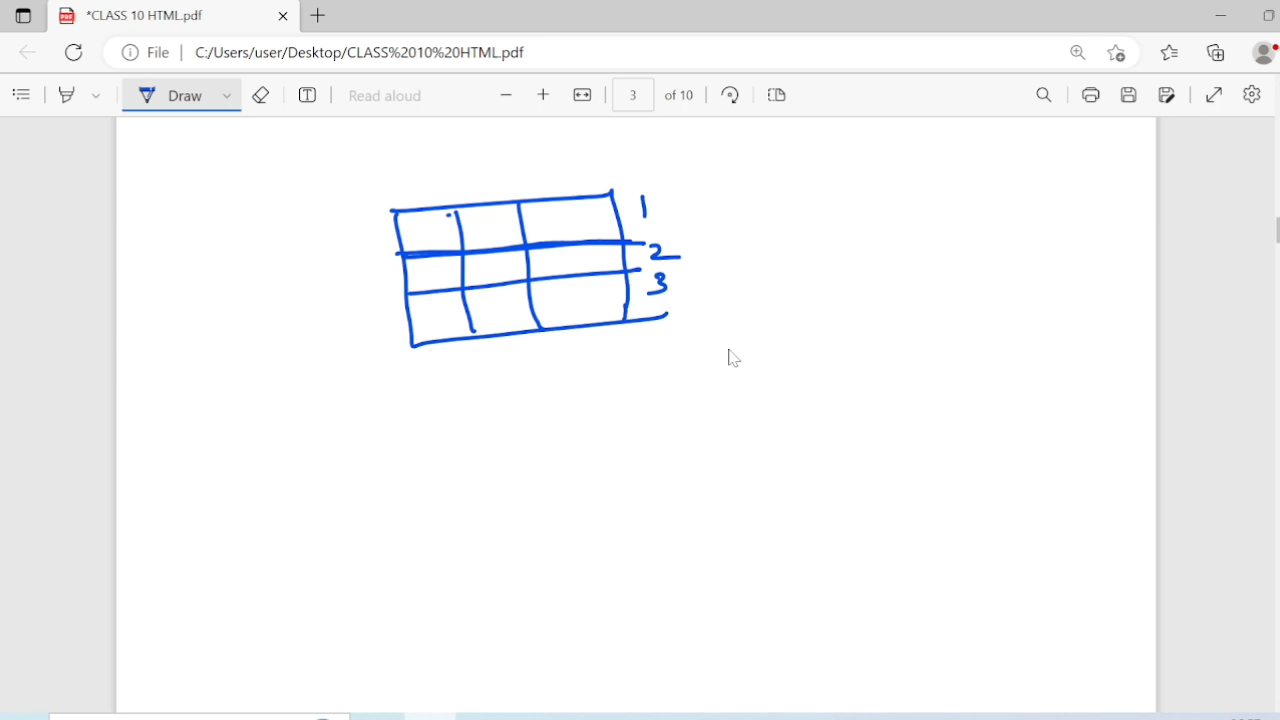 *CLASS 10 HTML.pdf
File C:/Users/user/Desktop/CLASS%2010%20HTML.pdf
Draw Read aloud 3 of 10
1
2
3